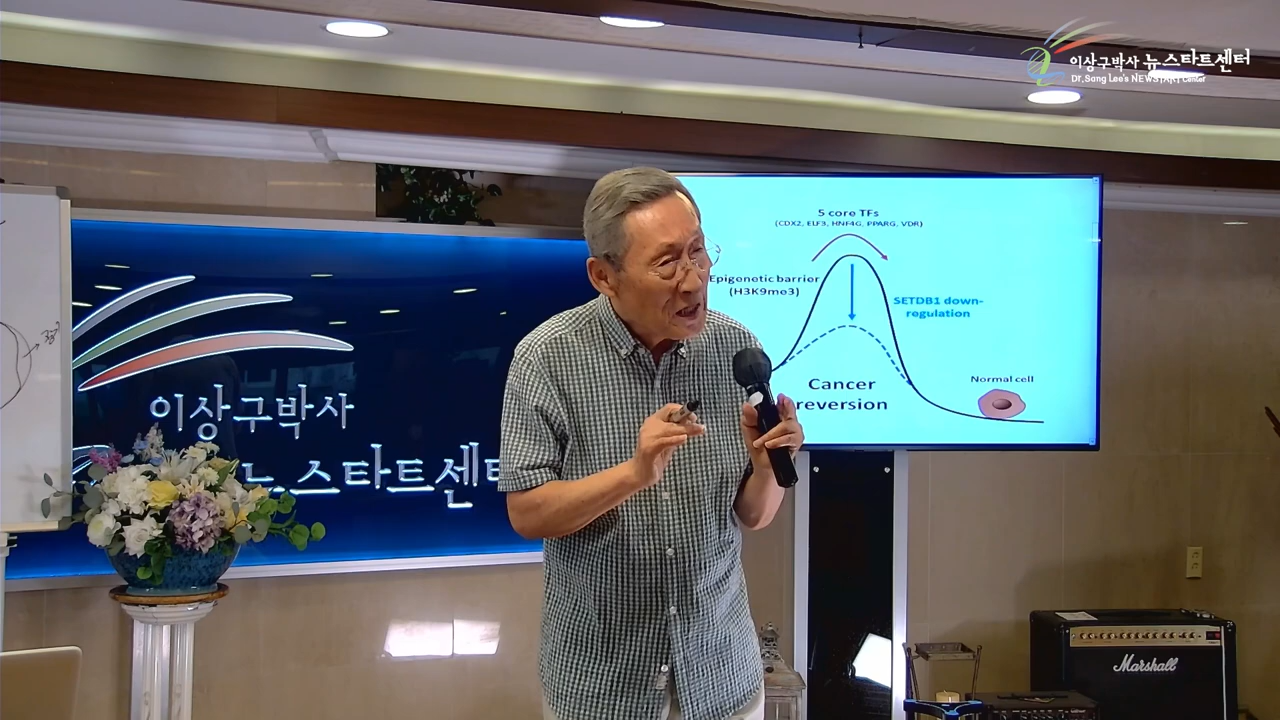 이상구박사 뉴스타트센터
Dr. Sang Lee's NEWSTART Center
5 core TFs
(CDX2, ELF3, HNF4G, PPARG, VDR)
Epigenetic barrier
(H3K9me3)
SETDB1 down-
regulation
Cancer
reversion
Normal cell
이상구박사
뉴스타트센터
Marshall